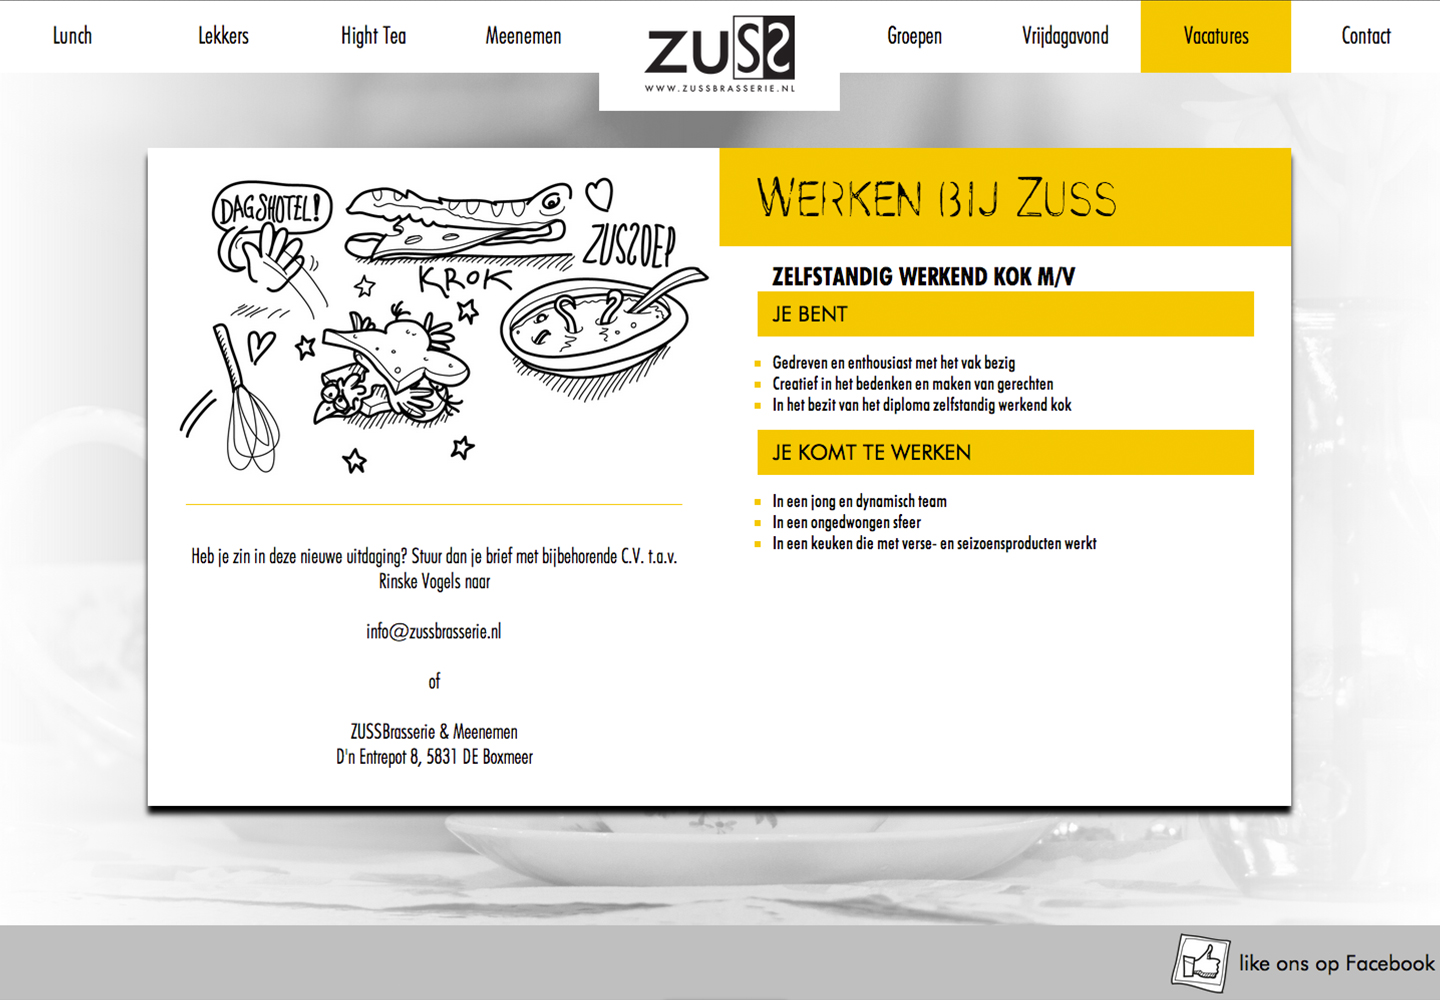 Lunch
Lekkers
Hight Tea
Meenemen
ZUSS
WWW.ZUSSBRASSERIE.NL
Groepen
Vrijdagavond
Vacatures
Contact
DAGSHOTEL!
KROK
ZUSSOEP
Heb je zin in deze nieuwe uitdaging? Stuur dan je brief met bijbehorende C.V. t.a.v.
Rinske Vogels naar
info@zussbrasserie.nl
of
ZUSSBrasserie & Meenemen
D'n Entrepot 8, 5831 DE Boxmeer
WERKEN BIJ ZUSS
ZELFSTANDIG WERKEND KOK M/V
JE BENT
Gedreven en enthousiast met het vak bezig
Creatief in het bedenken en maken van gerechten
In het bezit van het diploma zelfstandig werkend kok
JE KOMT TE WERKEN
In een jong en dynamisch team
In een ongedwongen sfeer
In een keuken die met verse- en seizoensproducten werkt
like ons op Facebook